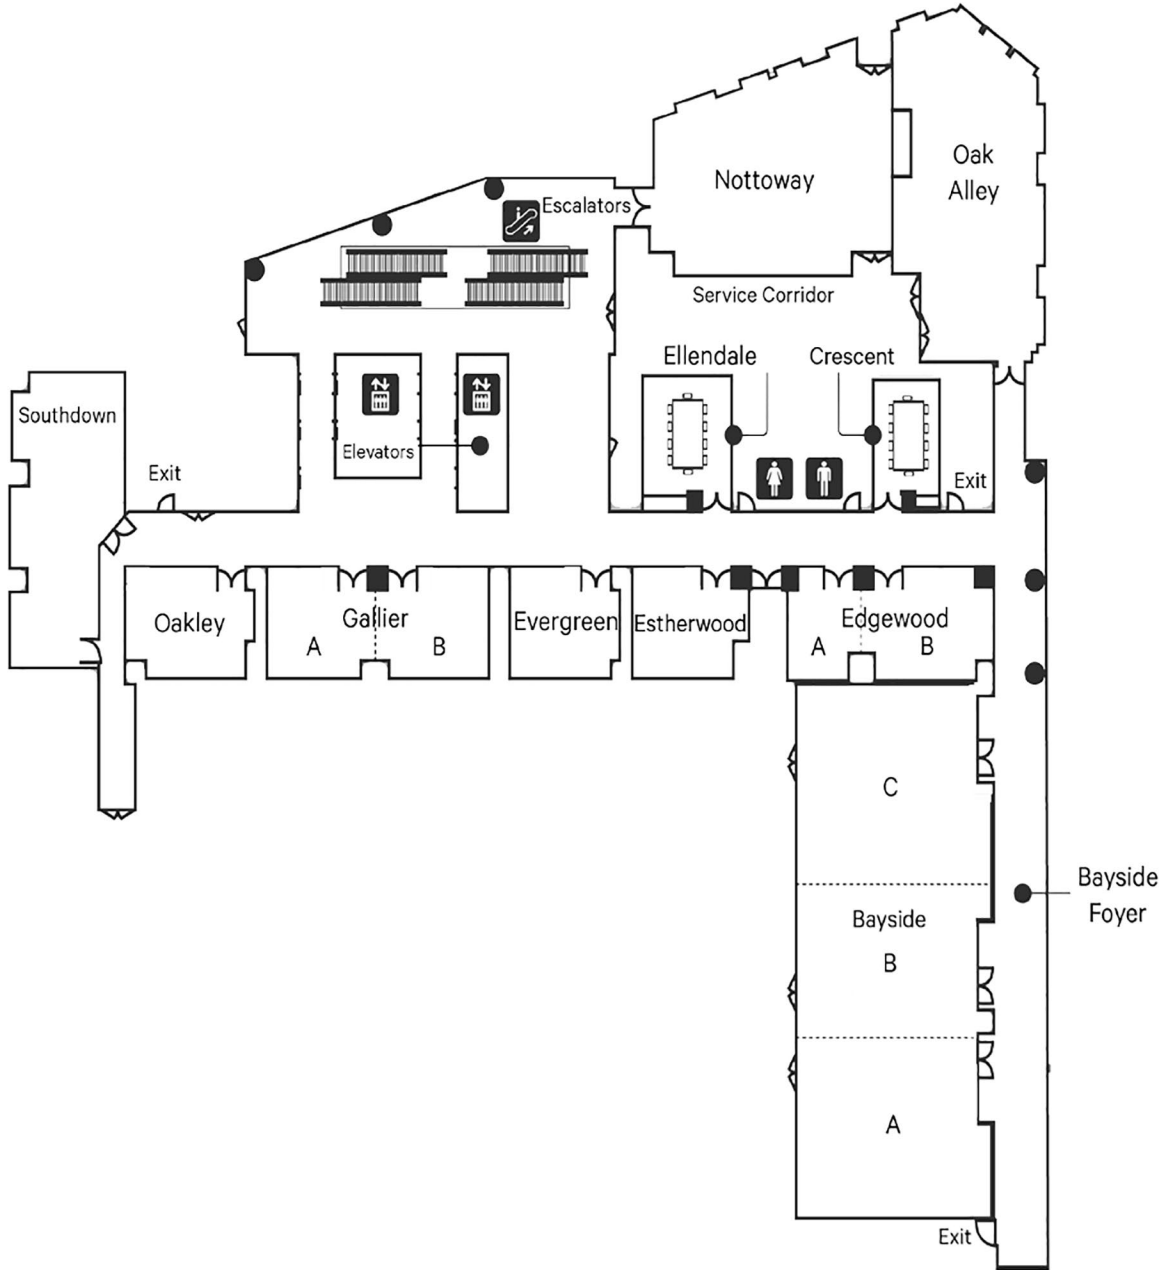 Oak
Alley
Nottoway
Escalators
Service Corridor
Ellendale
Crescent
Southdown
Elevators
Exit
Exit
Oakley
Gallier
A
B
Evergreen
Estherwood
Edgewood
A
B
C
Bayside
Foyer
Bayside
B
A
Exit